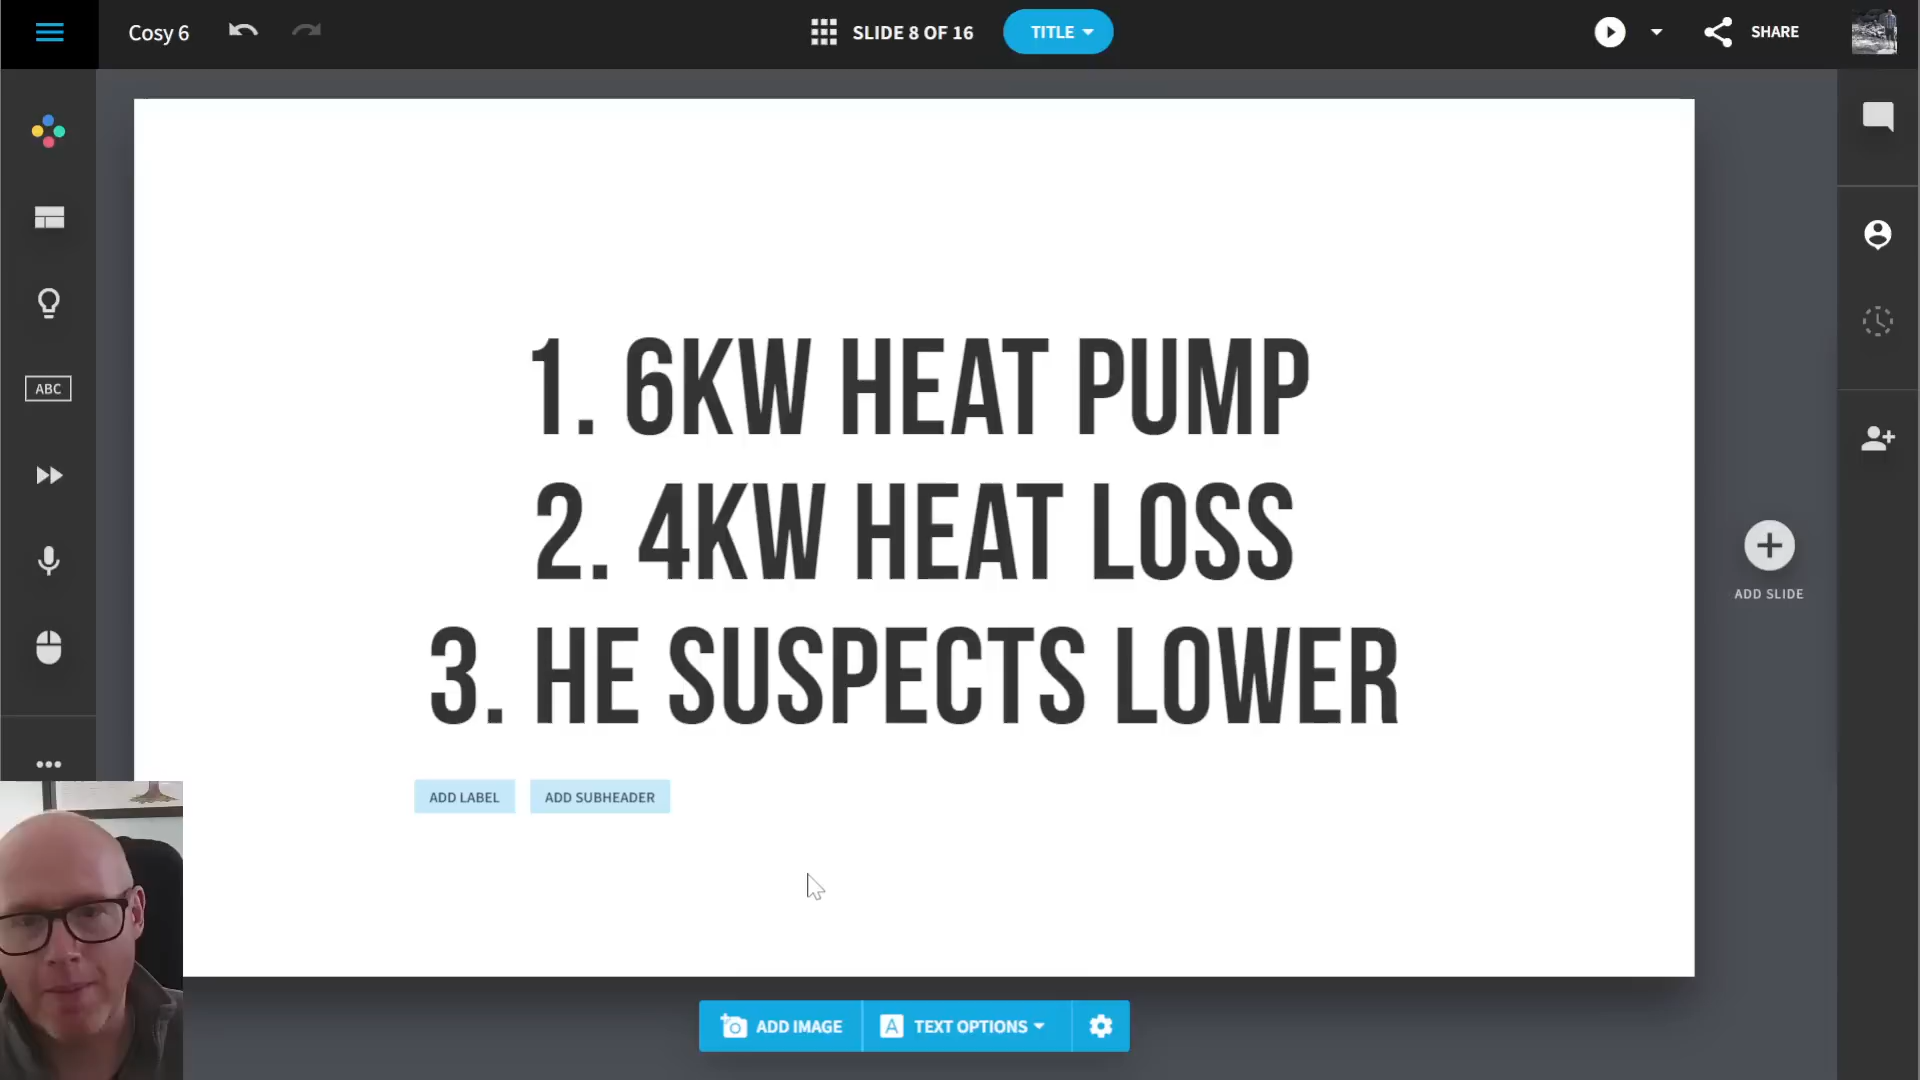 Cosy 6
SLIDE 8 OF 16
TITLE
SHARE
ABC
1. 6KW HEAT PUMP
2. 4KW HEAT LOSS
3. HE SUSPECTS LOWER
ADD LABEL
ADD SUBHEADER
ADD SLIDE
ADD IMAGE
A TEXT OPTIONS